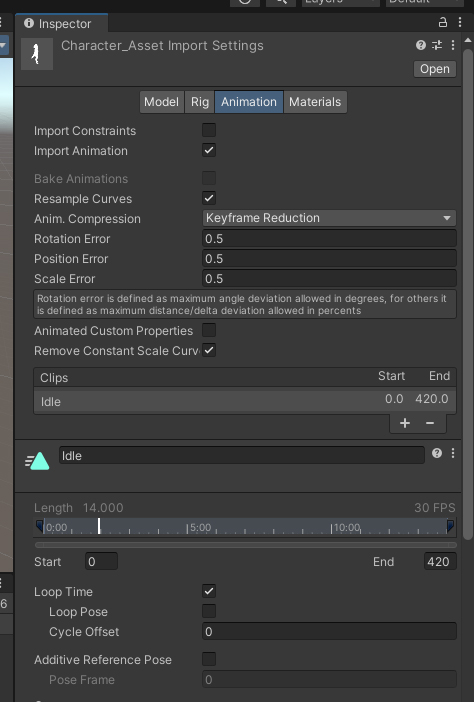 Layers
Default
Inspector
Character_Asset Import Settings
Open
Model Rig Animation Materials
Import Constraints
Import Animation
Bake Animations
Resample Curves
Anim. Compression Keyframe Reduction
Rotation Error 0.5
Position Error 0.5
Scale Error 0.5
Rotation error is defined as maximum angle deviation allowed in degrees, for others it
is defined as maximum distance/delta deviation allowed in percents
Animated Custom Properties
Remove Constant Scale Curv
Clips Start End
Idle 0.0 420.0
+ −
Idle
Length 14.000 30 FPS
0:00 5:00 10:00
Start 0 End 420
6
Loop Time
Loop Pose
Cycle Offset 0
Additive Reference Pose
Pose Frame 0